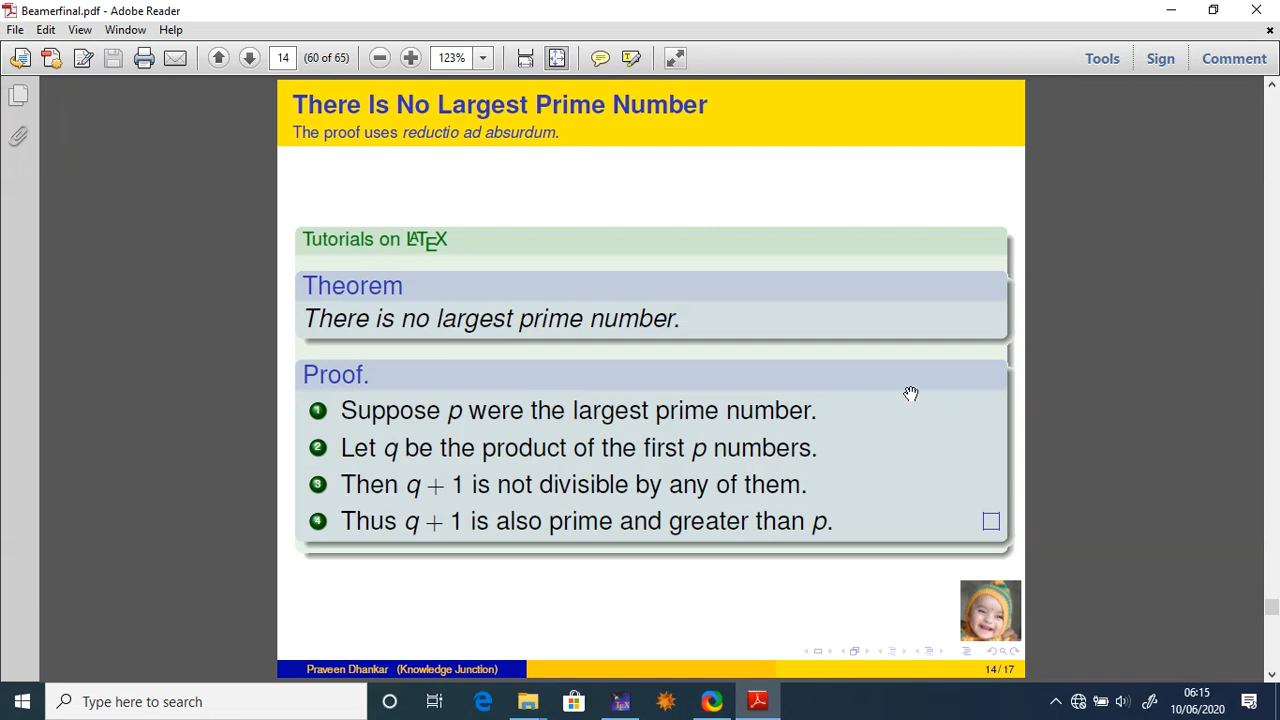 Beamerfinal.pdf - Adobe Reader
File Edit View Window Help
14 (60 of 65) 123% Tools Sign Comment
There Is No Largest Prime Number
The proof uses reductio ad absurdum.
Tutorials on LATEX
Theorem
There is no largest prime number.
Proof.
1 Suppose p were the largest prime number.
2 Let q be the product of the first p numbers.
3 Then q + 1 is not divisible by any of them.
4 Thus q + 1 is also prime and greater than p.
Praveen Dhankar (Knowledge Junction) 14 / 17
Type here to search
06:15
10/06/2020